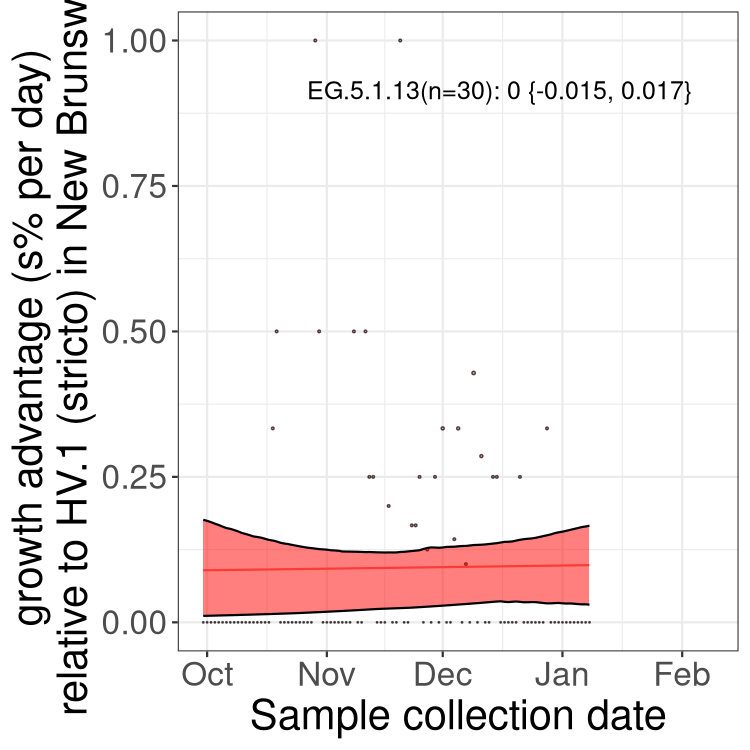 growth advantage (s% per day)
relative to HV.1 (stricto) in New Brunsw
1.00
0.75
0.50
0.25
0.00
EG.5.1.13(n=30): 0 {-0.015, 0.017}
Oct Nov Dec Jan Feb
Sample collection date